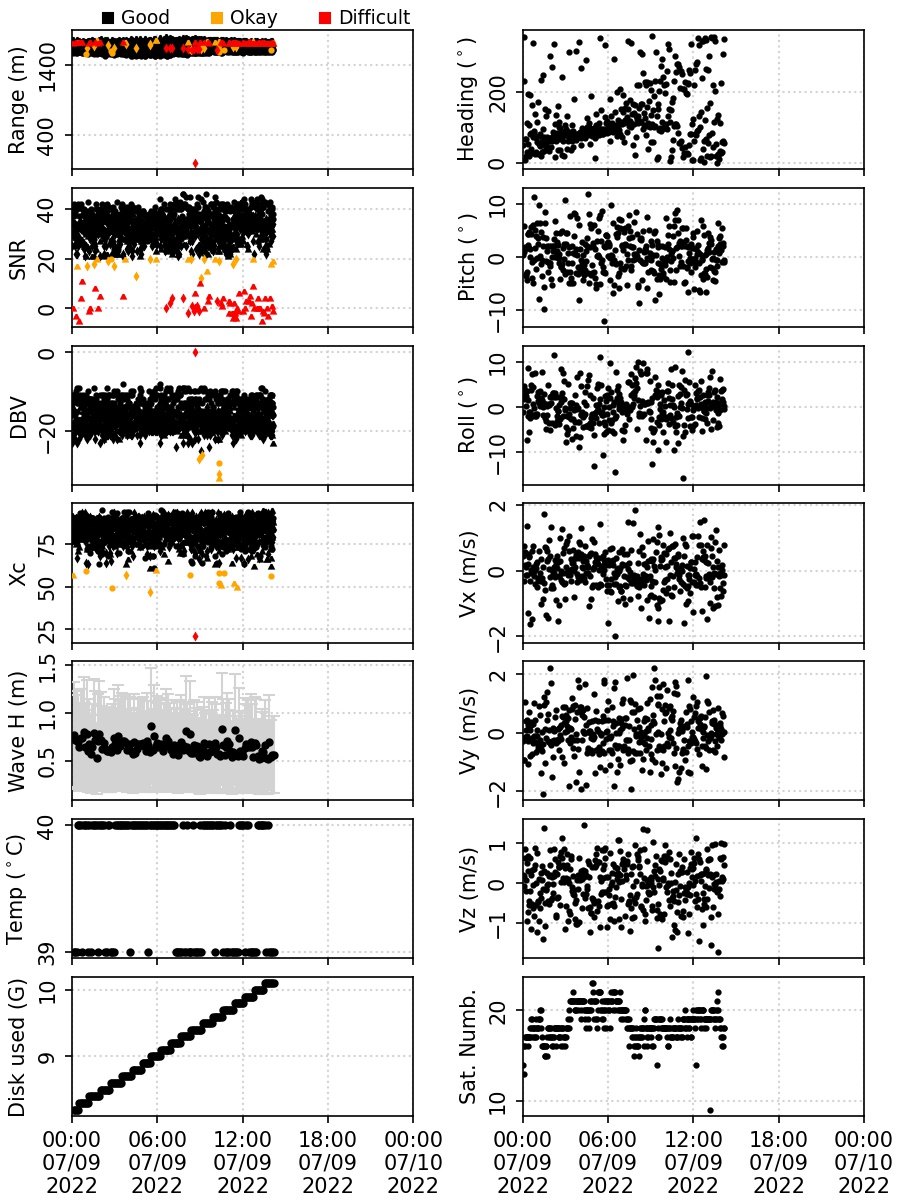 Good Okay Difficult
Range (m)
1400
400
Heading (°)
200
0
SNR
40
20
0
Pitch (°)
10
0
−10
DBV
0
−20
Roll (°)
10
0
−10
Xc
75
50
25
Vx (m/s)
2
0
−2
Wave H (m)
1.5
1.0
0.5
Vy (m/s)
2
0
−2
Temp (°C)
40
39
Vz (m/s)
1
0
−1
Disk used (G)
10
9
Sat. Numb.
20
10
00:00 06:00 12:00 18:00 00:00
07/09 07/09 07/09 07/09 07/10
2022 2022 2022 2022 2022
00:00 06:00 12:00 18:00 00:00
07/09 07/09 07/09 07/09 07/10
2022 2022 2022 2022 2022